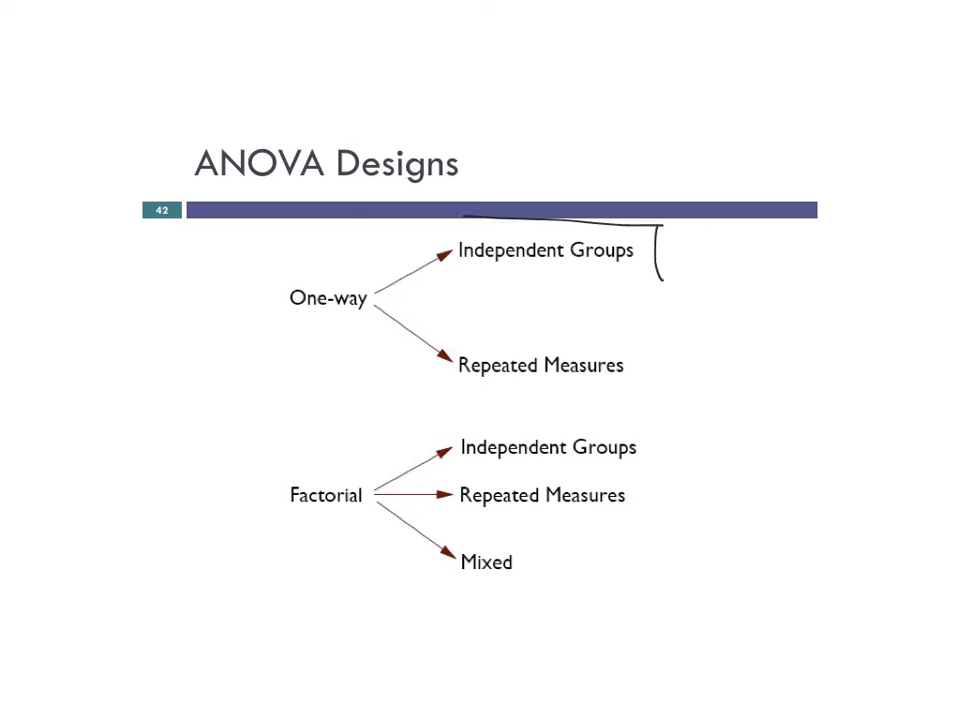 ANOVA Designs
42
Independent Groups
One-way
Repeated Measures
Independent Groups
Factorial
Repeated Measures
Mixed